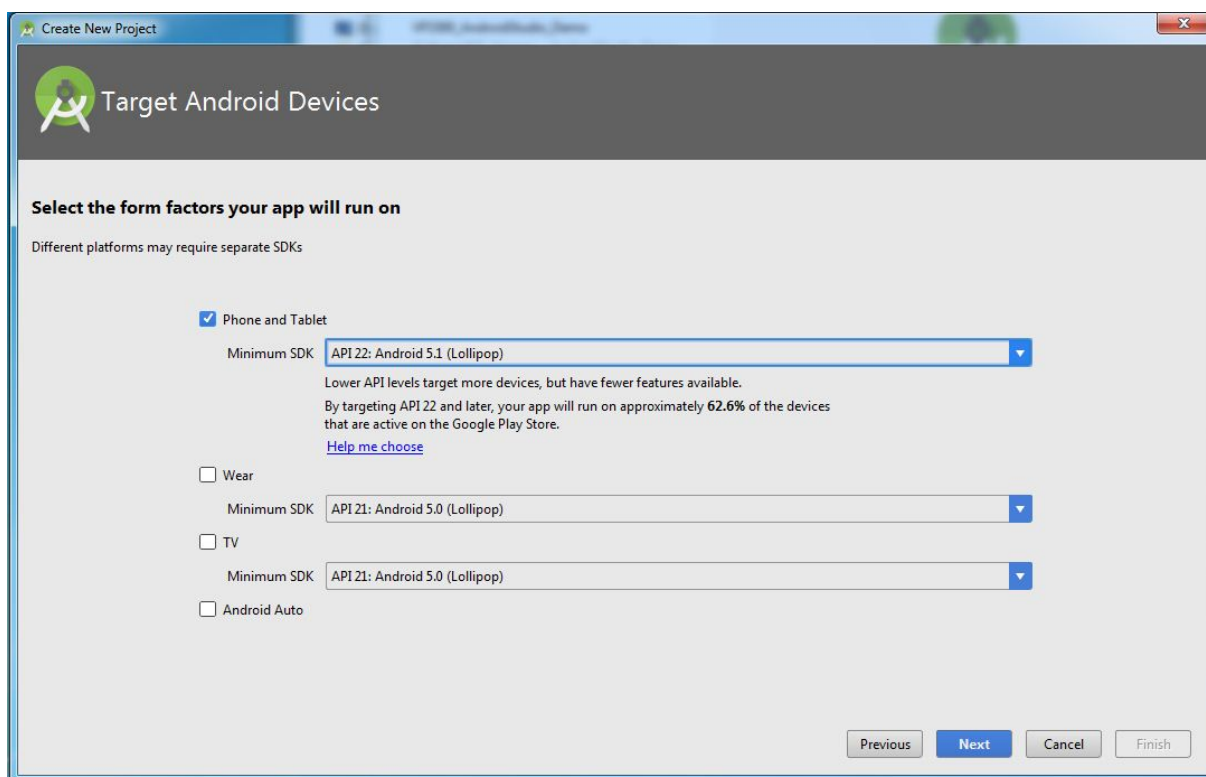 Create New Project
Target Android Devices
Select the form factors your app will run on
Different platforms may require separate SDKs
Phone and Tablet
Minimum SDK API 22: Android 5.1 (Lollipop)
Lower API levels target more devices, but have fewer features available.
By targeting API 22 and later, your app will run on approximately 62.6% of the devices
that are active on the Google Play Store.
Help me choose
Wear
Minimum SDK API 21: Android 5.0 (Lollipop)
TV
Minimum SDK API 21: Android 5.0 (Lollipop)
Android Auto
Previous Next Cancel Finish